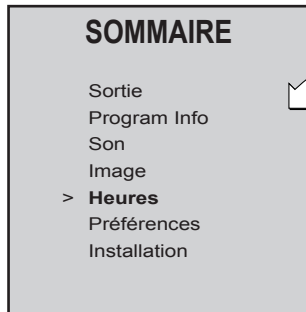 SOMMAIRE
Sortie
Program Info
Son
Image
> Heures
Préférences
Installation